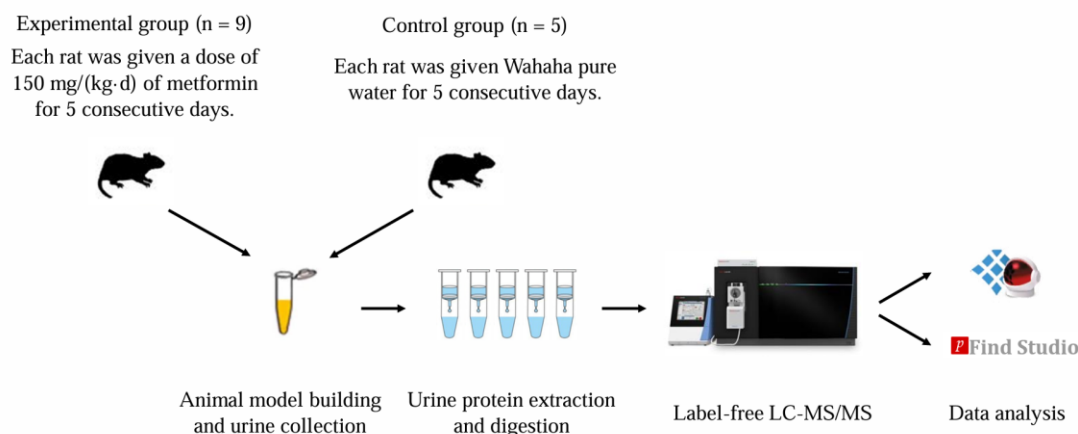 Experimental group (n = 9)
Each rat was given a dose of
150 mg/(kg·d) of metformin
for 5 consecutive days.
Control group (n = 5)
Each rat was given Wahaha pure
water for 5 consecutive days.
pFind Studio
Animal model building
and urine collection
Urine protein extraction
and digestion
Label-free LC-MS/MS
Data analysis